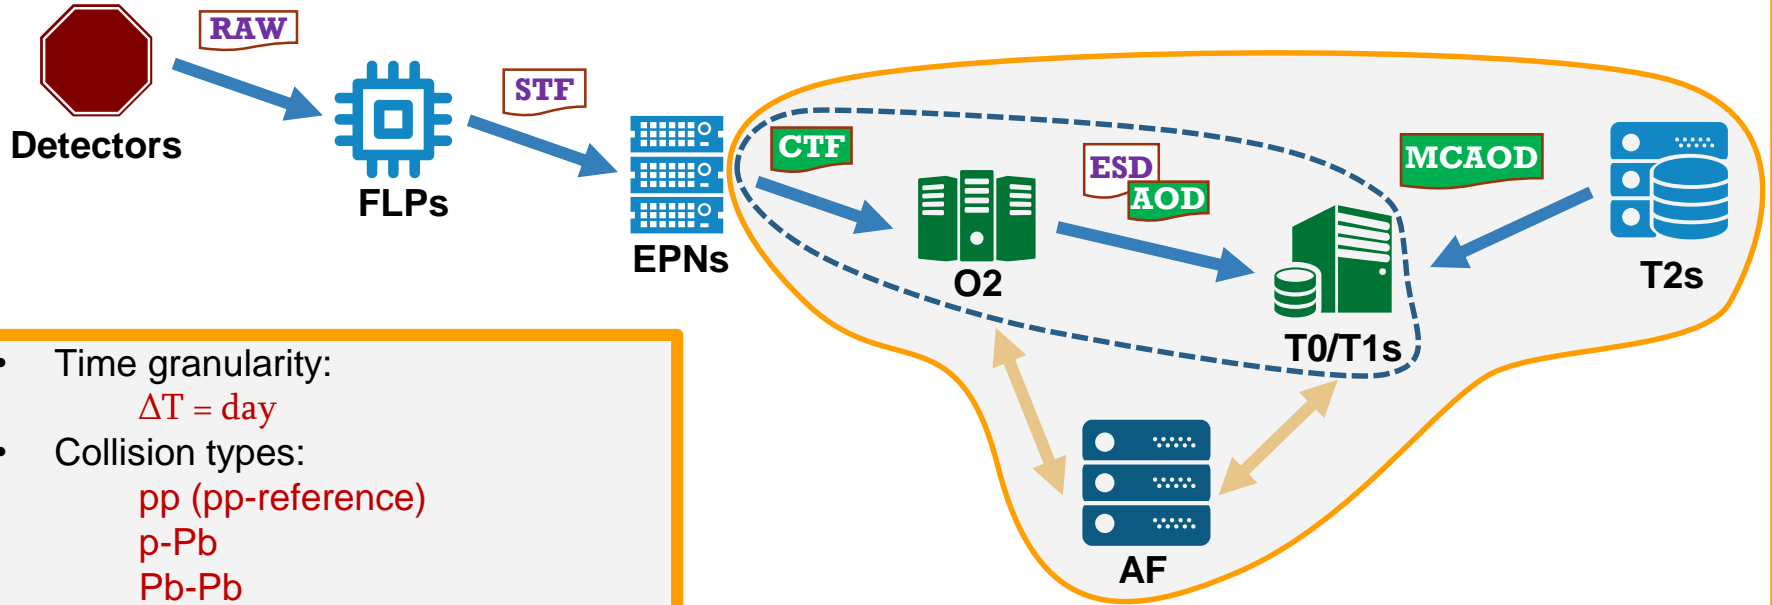 RAW
Detectors
FLPs
STF
EPNs
CTF
O2
ESD
AOD
T0/T1s
MCAOD
T2s
AF
• Time granularity:
ΔT = day
• Collision types:
pp (pp-reference)
p-Pb
Pb-Pb